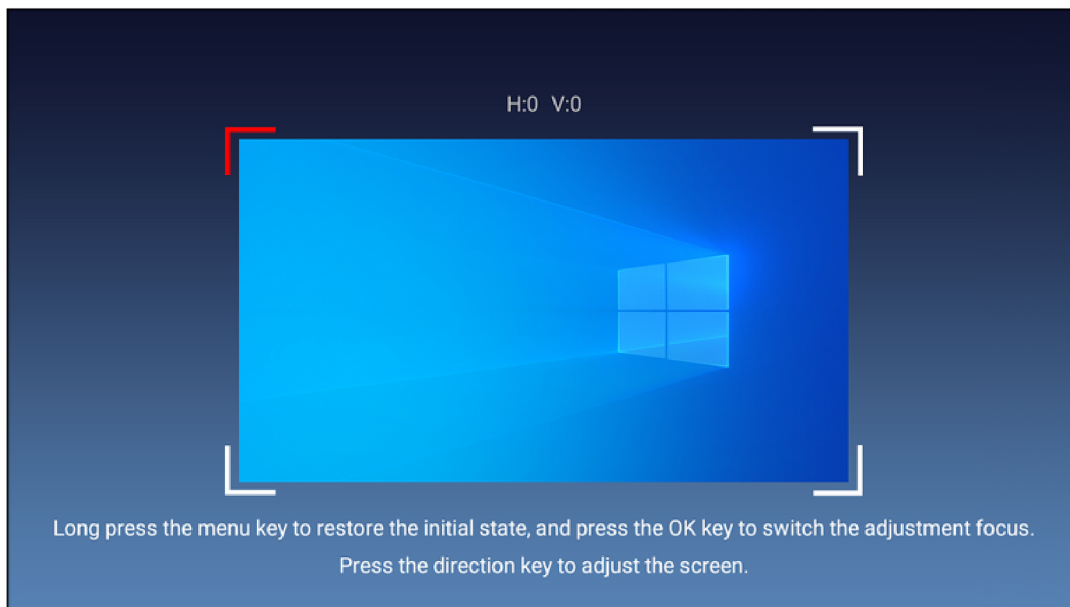 H:0 V:0
Long press the menu key to restore the initial state, and press the OK key to switch the adjustment focus.
Press the direction key to adjust the screen.